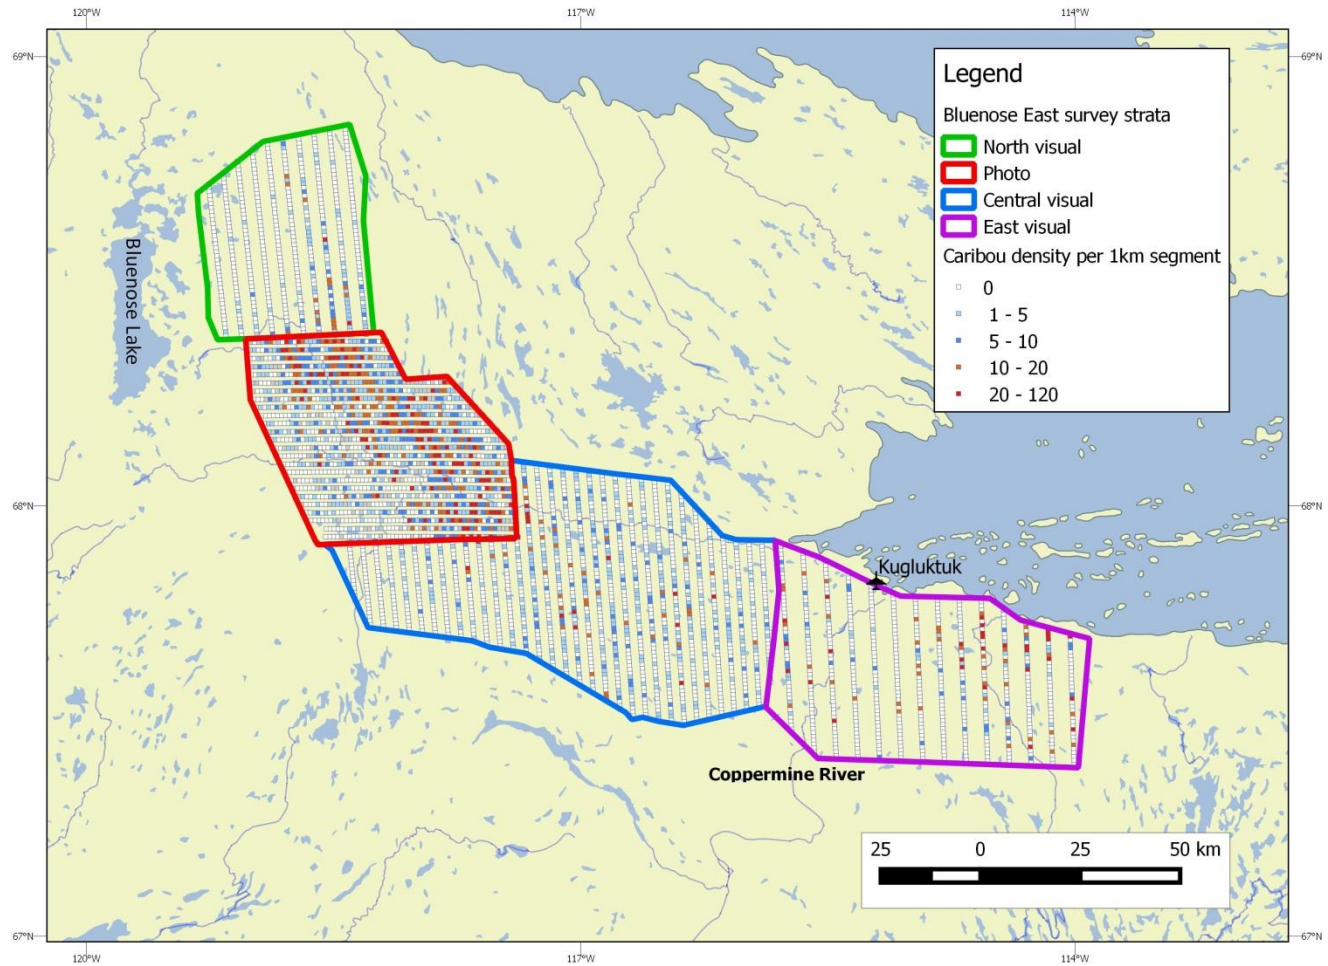 120°W 117°W 114°W
69°N 69°N
Legend
Bluenose East survey strata
North visual
Photo
Central visual
East visual
Caribou density per 1km segment
0
1 - 5
5 - 10
10 - 20
20 - 120
Bluenose Lake
68°N 68°N
Kugluktuk
Coppermine River
25 0 25 50 km
67°N 67°N
120°W 117°W 114°W